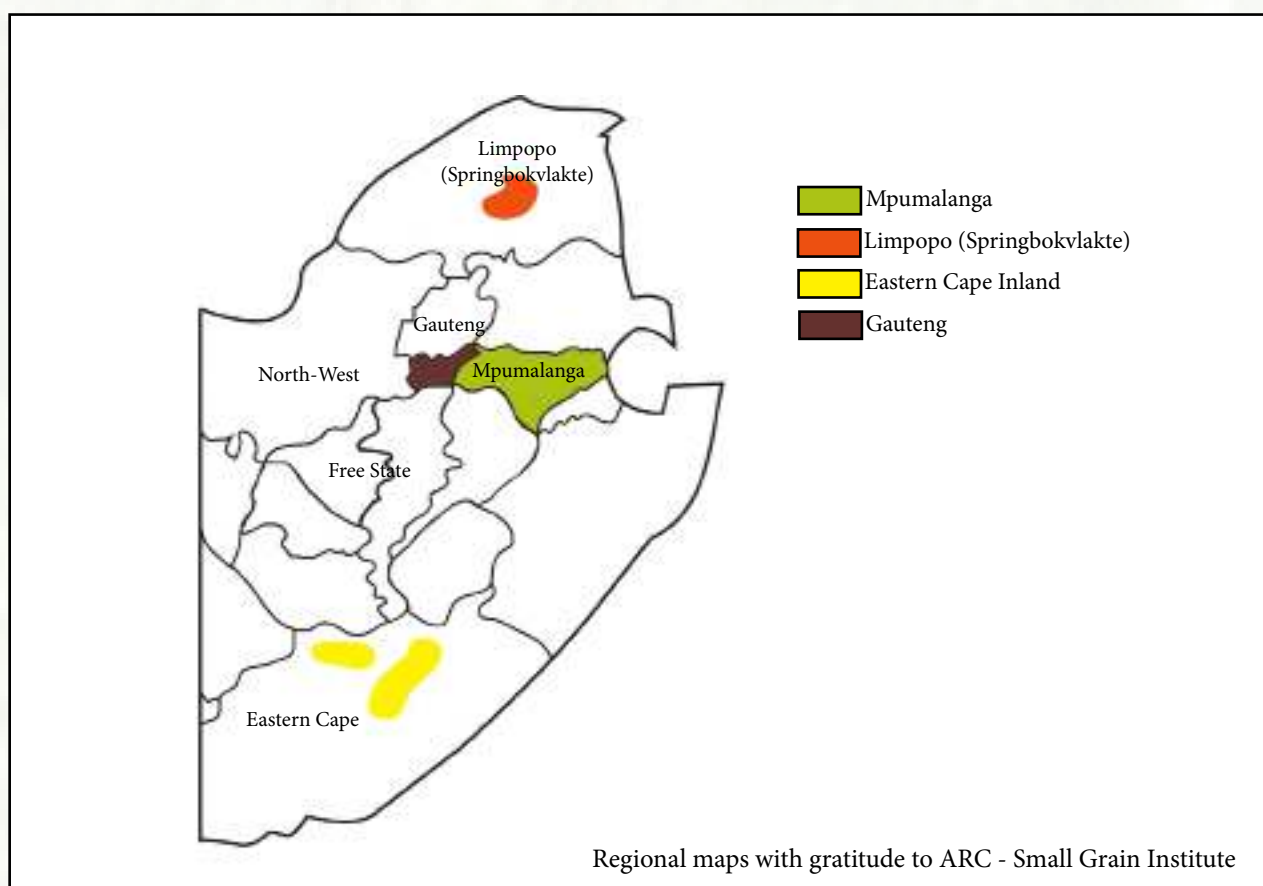 Limpopo
(Springbokvlakte)
Gauteng
North-West
Mpumalanga
Free State
Eastern Cape
Mpumalanga
Limpopo (Springbokvlakte)
Eastern Cape Inland
Gauteng
Regional maps with gratitude to ARC - Small Grain Institute